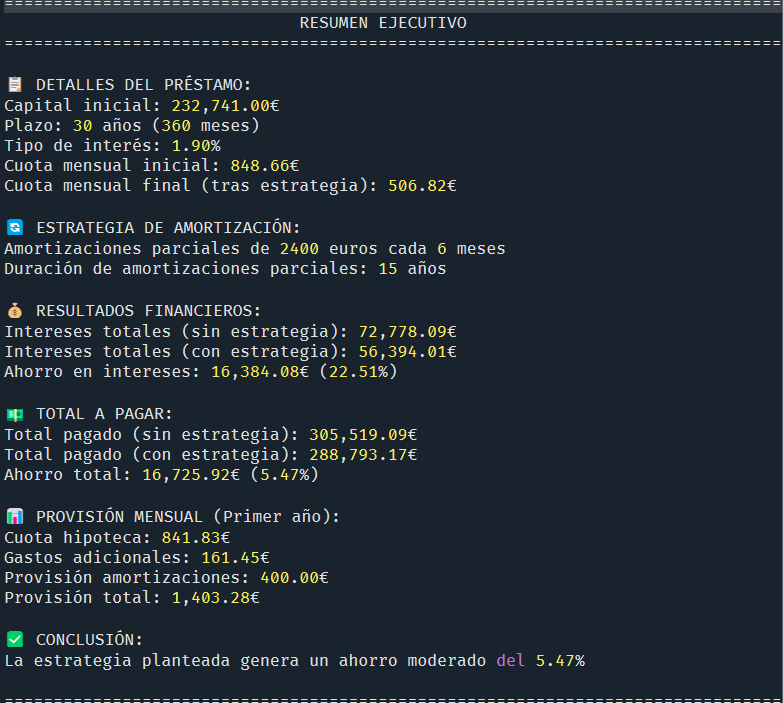 ================================================================================
RESUMEN EJECUTIVO
================================================================================
📋 DETALLES DEL PRÉSTAMO:
Capital inicial: 232,741.00€
Plazo: 30 años (360 meses)
Tipo de interés: 1.90%
Cuota mensual inicial: 848.66€
Cuota mensual final (tras estrategia): 506.82€
🔄 ESTRATEGIA DE AMORTIZACIÓN:
Amortizaciones parciales de 2400 euros cada 6 meses
Duración de amortizaciones parciales: 15 años
💰 RESULTADOS FINANCIEROS:
Intereses totales (sin estrategia): 72,778.09€
Intereses totales (con estrategia): 56,394.01€
Ahorro en intereses: 16,384.08€ (22.51%)
💵 TOTAL A PAGAR:
Total pagado (sin estrategia): 305,519.09€
Total pagado (con estrategia): 288,793.17€
Ahorro total: 16,725.92€ (5.47%)
📊 PROVISIÓN MENSUAL (Primer año):
Cuota hipoteca: 841.83€
Gastos adicionales: 161.45€
Provisión amortizaciones: 400.00€
Provisión total: 1,403.28€
✅ CONCLUSIÓN:
La estrategia planteada genera un ahorro moderado del 5.47%
================================================================================